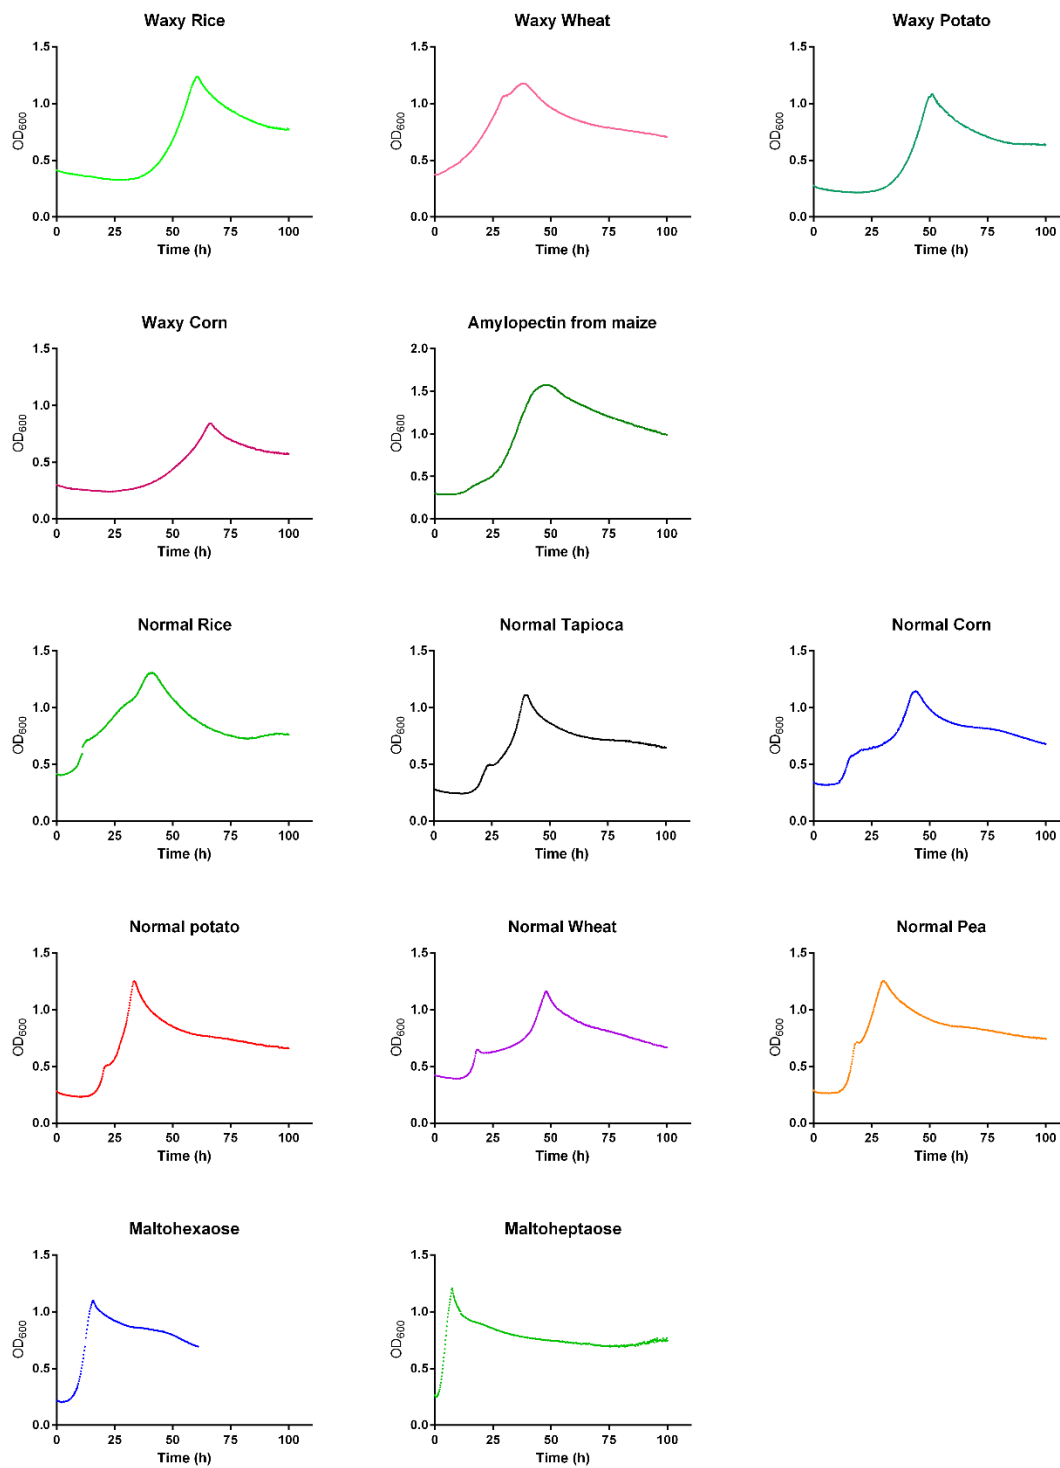 Waxy Rice
Waxy Wheat
Waxy Potato
1.5
1.0
0.5
0.0
OD600
0 25 50 75 100
Time (h)
1.5
1.0
0.5
0.0
OD600
0 25 50 75 100
Time (h)
1.5
1.0
0.5
0.0
OD600
0 25 50 75 100
Time (h)
Waxy Corn
Amylopectin from maize
1.5
1.0
0.5
0.0
OD600
0 25 50 75 100
Time (h)
2.0
1.5
1.0
0.5
0.0
OD600
0 25 50 75 100
Time (h)
Normal Rice
Normal Tapioca
Normal Corn
1.5
1.0
0.5
0.0
OD600
0 25 50 75 100
Time (h)
1.5
1.0
0.5
0.0
OD600
0 25 50 75 100
Time (h)
1.5
1.0
0.5
0.0
OD600
0 25 50 75 100
Time (h)
Normal potato
Normal Wheat
Normal Pea
1.5
1.0
0.5
0.0
OD600
0 25 50 75 100
Time (h)
1.5
1.0
0.5
0.0
OD600
0 25 50 75 100
Time (h)
1.5
1.0
0.5
0.0
OD600
0 25 50 75 100
Time (h)
Maltohexaose
Maltoheptaose
1.5
1.0
0.5
0.0
OD600
0 25 50 75 100
Time (h)
1.5
1.0
0.5
0.0
OD600
0 25 50 75 100
Time (h)